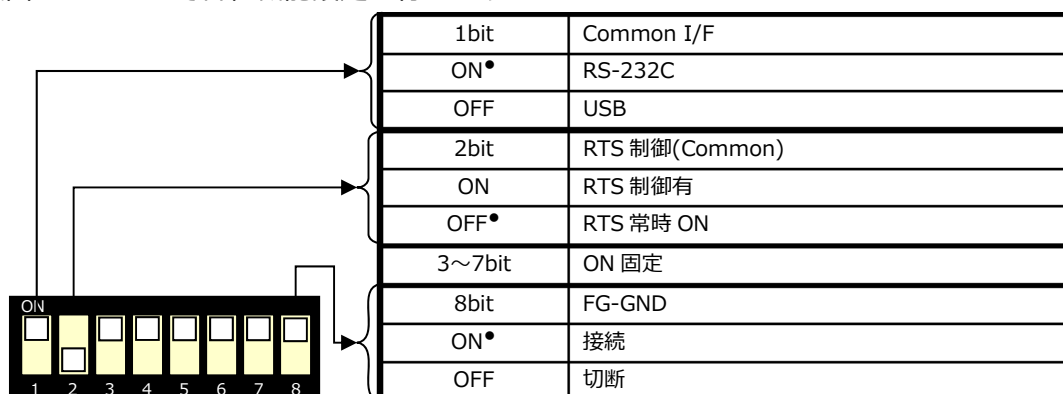 1bit Common I/F
ON● RS-232C
OFF USB
2bit RTS 制御(Common)
ON RTS 制御有
OFF● RTS 常時 ON
3～7bit ON 固定
8bit FG-GND
ON● 接続
OFF 切断
ON
1 2 3 4 5 6 7 8